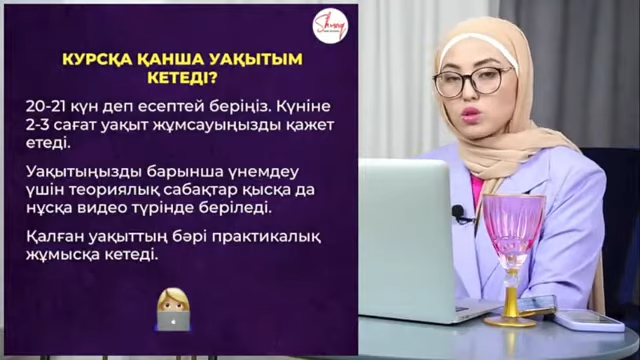 КУРСҚА ҚАНША УАҚЫТЫМ
КЕТЕДІ?
20-21 күн деп есептей беріңіз. Күніне
2-3 сағат уақыт жұмсауыңызды қажет
етеді.
Уақытыңызды барынша үнемдеу
үшін теориялық сабақтар қысқа да
нұсқа видео түрінде беріледі.
Қалған уақыттың бәрі практикалық
жұмысқа кетеді.